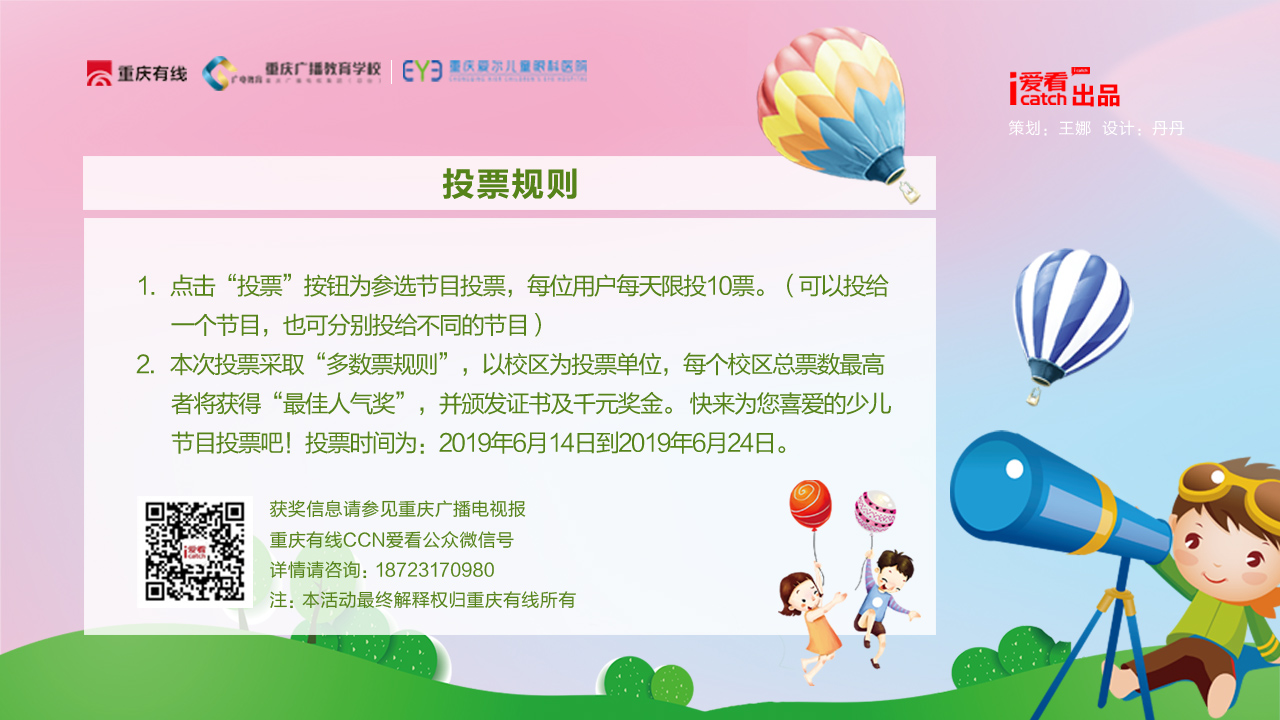 重庆有线 广电教育 重庆广播教育学校 EYE 重庆爱尔儿童眼科医院
i爱看 catch 出品
策划：王娜 设计：丹丹
投票规则
1. 点击“投票”按钮为参选节目投票，每位用户每天限投10票。（可以投给
一个节目，也可分别投给不同的节目）
2. 本次投票采取“多数票规则”，以校区为投票单位，每个校区总票数最高
者将获得“最佳人气奖”，并颁发证书及千元奖金。快来为您喜爱的少儿
节目投票吧！投票时间为：2019年6月14日到2019年6月24日。
获奖信息请参见重庆广播电视报
重庆有线CCN爱看公众微信号
详情请咨询：18723170980
注：本活动最终解释权归重庆有线所有
i爱看 catch